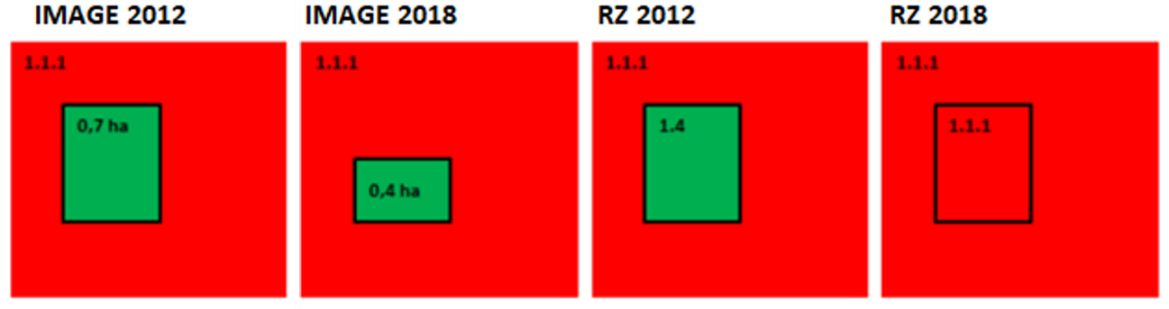 IMAGE 2012
IMAGE 2018
RZ 2012
RZ 2018
1.1.1
0,7 ha
1.1.1
0,4 ha
1.1.1
1.4
1.1.1
1.1.1